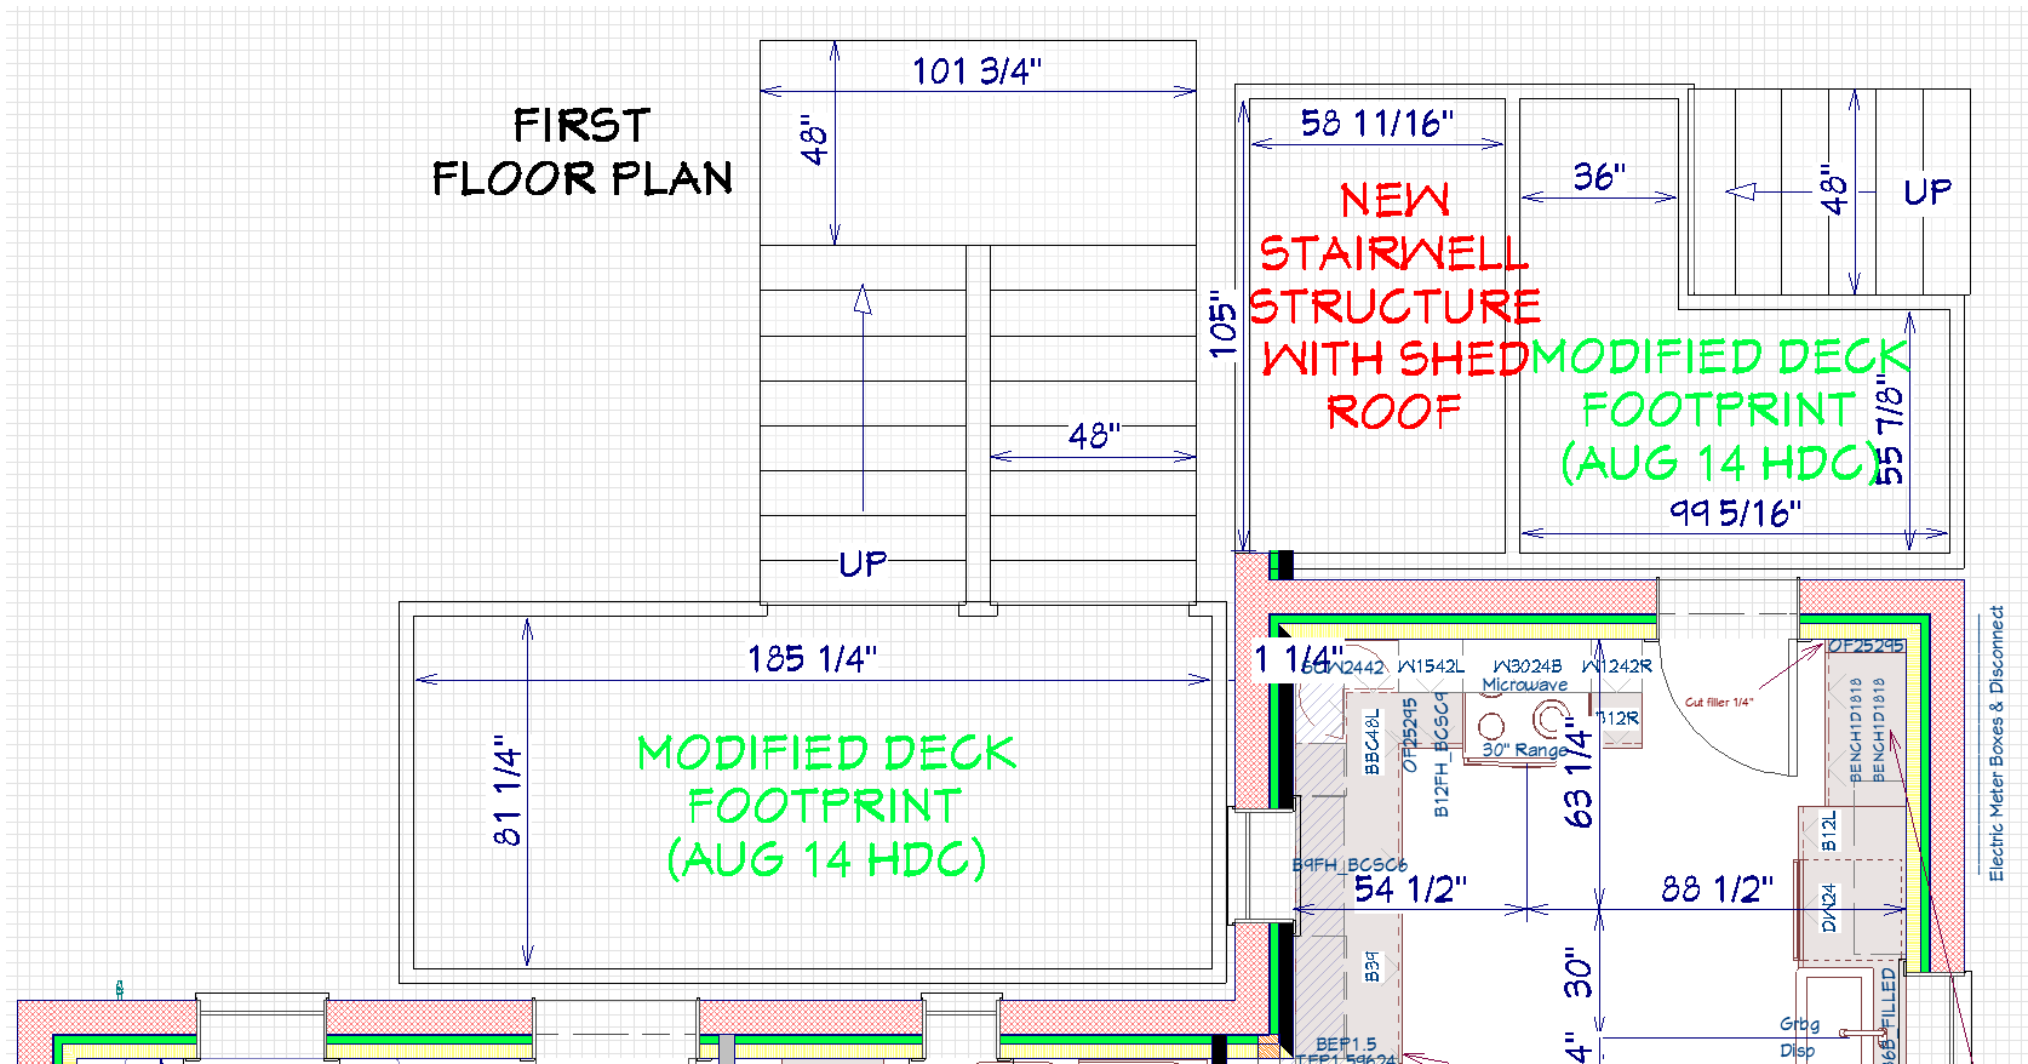 101 3/4"
48"
FIRST
FLOOR PLAN
58 11/16"
36"
48"
UP
NEW
STAIRWELL
STRUCTURE
WITH SHED
ROOF
105"
MODIFIED DECK
FOOTPRINT
(AUG 14 HDC)
55 7/8"
99 5/16"
48"
UP
185 1/4"
81 1/4"
MODIFIED DECK
FOOTPRINT
(AUG 14 HDC)
1 1/4"
W1542L
W3024B
W1242R
Microwave
OF25295
Cut filler 1/4"
BBC48L
OF25295
B12FH_BCSC9
30" Range
63 1/4"
BENCH1D1818
BENCH1D1818
Electric Meter Boxes & Disconnect
B12L
B9FH_BCSC6
54 1/2"
88 1/2"
DW24
B39
30"
Grbg
Disp
BEP1.5